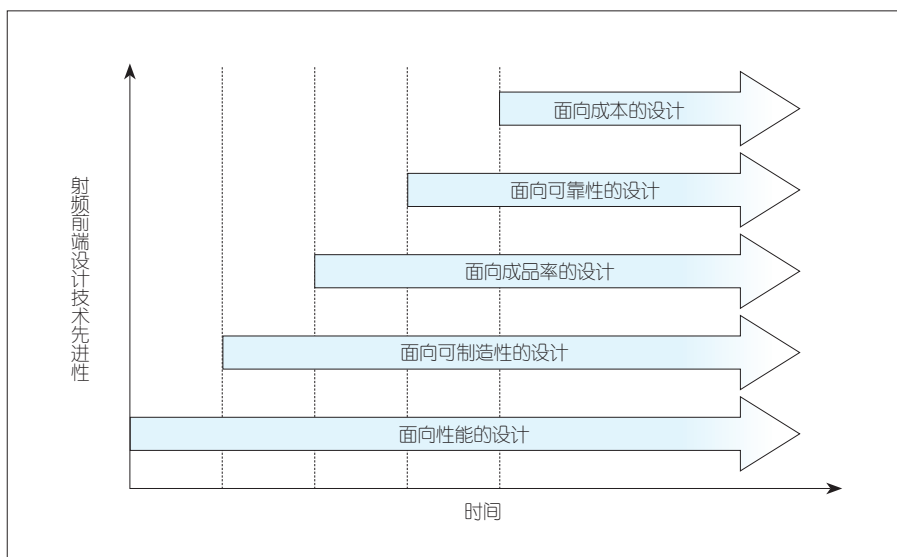 面向成本的设计
面向可靠性的设计
面向成品率的设计
面向可制造性的设计
面向性能的设计
射频前端设计技术先进性
时间